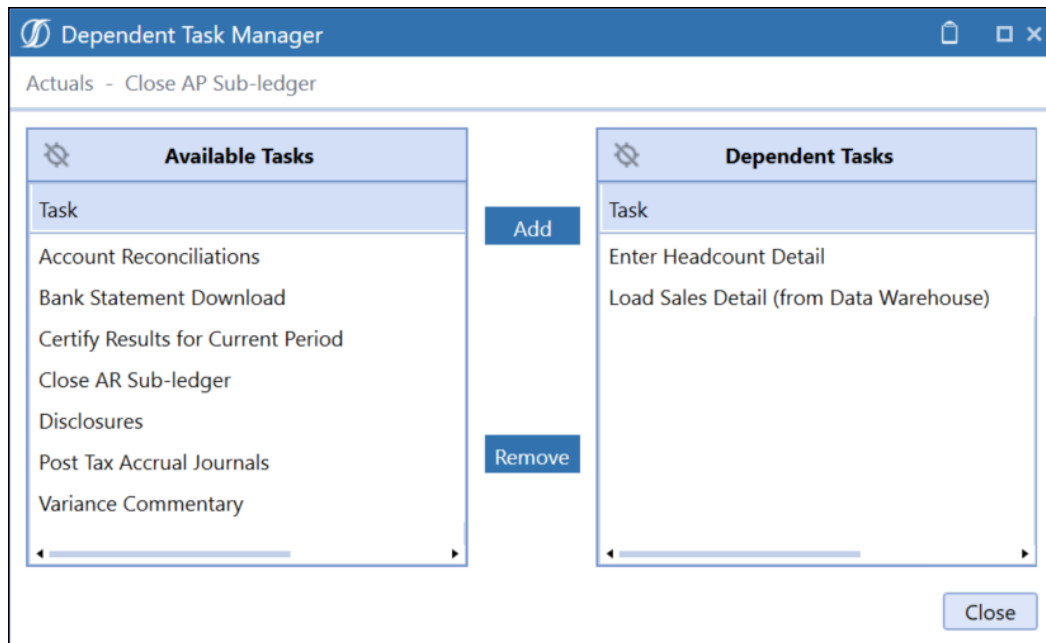 Dependent Task Manager
Actuals - Close AP Sub-ledger
Available Tasks
Task
Account Reconciliations
Bank Statement Download
Certify Results for Current Period
Close AR Sub-ledger
Disclosures
Post Tax Accrual Journals
Variance Commentary
Add
Remove
Dependent Tasks
Task
Enter Headcount Detail
Load Sales Detail (from Data Warehouse)
Close